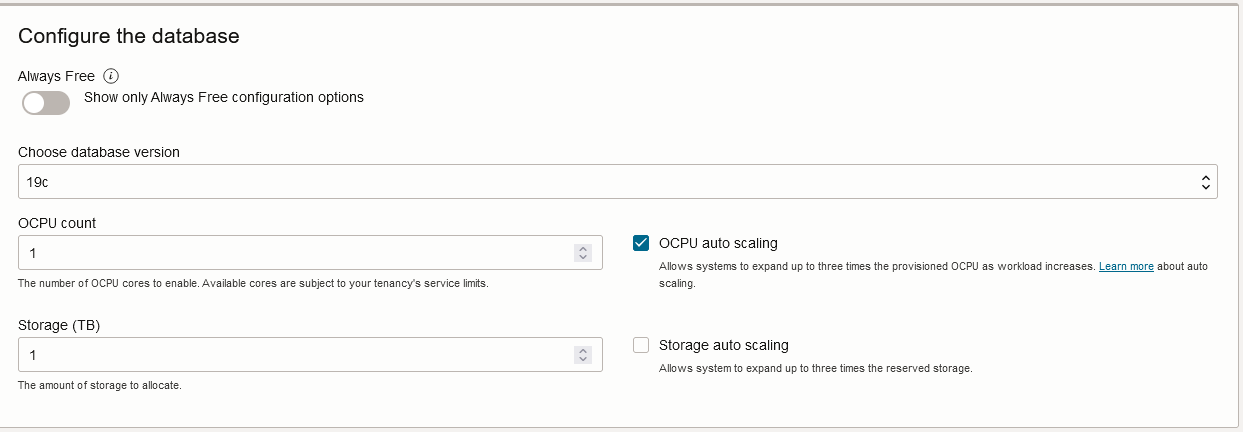 Configure the database
Always Free
Show only Always Free configuration options
Choose database version
19c
OCPU count
1
The number of OCPU cores to enable. Available cores are subject to your tenancy's service limits.
OCPU auto scaling
Allows systems to expand up to three times the provisioned OCPU as workload increases. Learn more about auto
scaling.
Storage (TB)
1
The amount of storage to allocate.
Storage auto scaling
Allows system to expand up to three times the reserved storage.